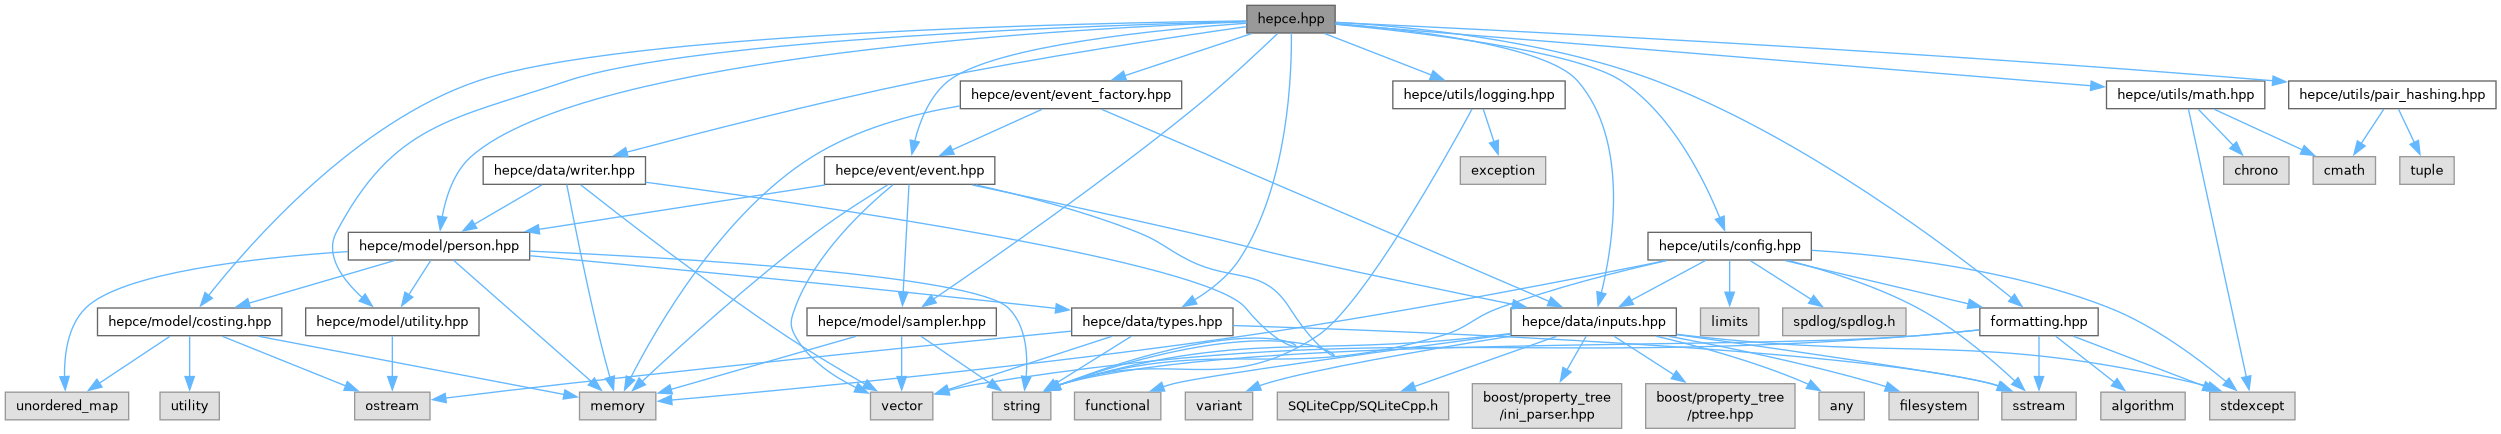 hepce.hpp
hepce/event/event_factory.hpp
hepce/utils/logging.hpp
hepce/utils/math.hpp
hepce/utils/pair_hashing.hpp
hepce/data/writer.hpp
hepce/event/event.hpp
exception
chrono
cmath
tuple
hepce/model/person.hpp
hepce/utils/config.hpp
hepce/model/costing.hpp
hepce/model/utility.hpp
hepce/model/sampler.hpp
hepce/data/types.hpp
hepce/data/inputs.hpp
limits
spdlog/spdlog.h
formatting.hpp
unordered_map
utility
ostream
memory
vector
string
functional
variant
SQLiteCpp/SQLiteCpp.h
boost/property_tree
/ini_parser.hpp
boost/property_tree
/ptree.hpp
any
filesystem
sstream
algorithm
stdexcept